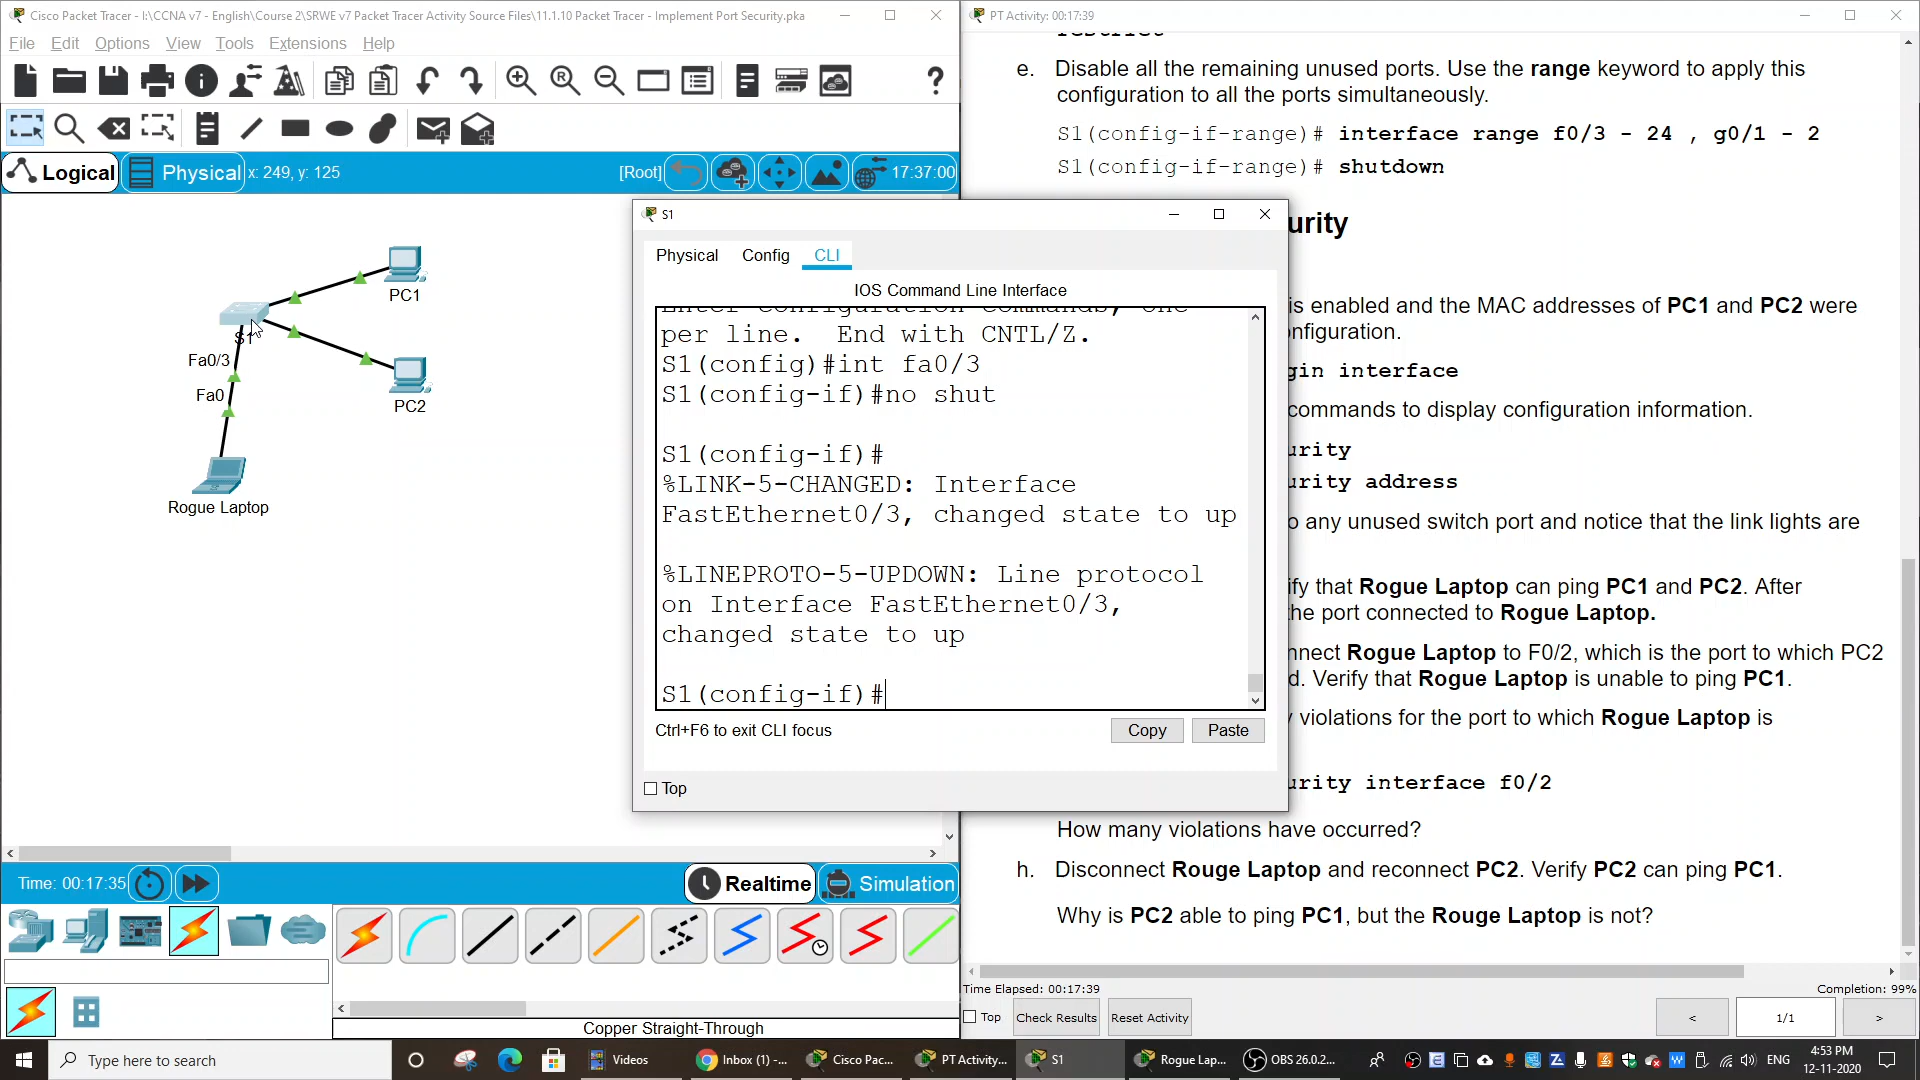 Cisco Packet Tracer - I:\CCNA v7 - English\Course 2\SRWE v7 Packet Tracer Activity Source Files\11.1.10 Packet Tracer - Implement Port Security.pka
File Edit Options View Tools Extensions Help
Logical
Physical
x: 249, y: 125
[Root]
17:37:00
PC1
S1
Fa0/3
Fa0
PC2
Rogue Laptop
Time: 00:17:35
Realtime
Simulation
Copper Straight-Through
S1
Physical Config CLI
IOS Command Line Interface
Enter configuration commands, one
per line.  End with CNTL/Z.
S1(config)#int fa0/3
S1(config-if)#no shut
S1(config-if)#
%LINK-5-CHANGED: Interface
FastEthernet0/3, changed state to up
%LINEPROTO-5-UPDOWN: Line protocol
on Interface FastEthernet0/3,
changed state to up
S1(config-if)#
Ctrl+F6 to exit CLI focus
Copy
Paste
Top
PT Activity: 00:17:39
e. Disable all the remaining unused ports. Use the range keyword to apply this
configuration to all the ports simultaneously.
S1(config-if-range)# interface range f0/3 - 24 , g0/1 - 2
S1(config-if-range)# shutdown
urity
is enabled and the MAC addresses of PC1 and PC2 were
nfiguration.
gin interface
commands to display configuration information.
urity
urity address
o any unused switch port and notice that the link lights are
ify that Rogue Laptop can ping PC1 and PC2. After
he port connected to Rogue Laptop.
nnect Rogue Laptop to F0/2, which is the port to which PC2
d. Verify that Rogue Laptop is unable to ping PC1.
violations for the port to which Rogue Laptop is
urity interface f0/2
How many violations have occurred?
h. Disconnect Rouge Laptop and reconnect PC2. Verify PC2 can ping PC1.
Why is PC2 able to ping PC1, but the Rouge Laptop is not?
Time Elapsed: 00:17:39
Completion: 99%
Top
Check Results
Reset Activity
<
1/1
>
Type here to search
Videos
Inbox (1) -...
Cisco Pac...
PT Activity...
S1
Rogue Lap...
OBS 26.0.2...
ENG
4:53 PM
12-11-2020